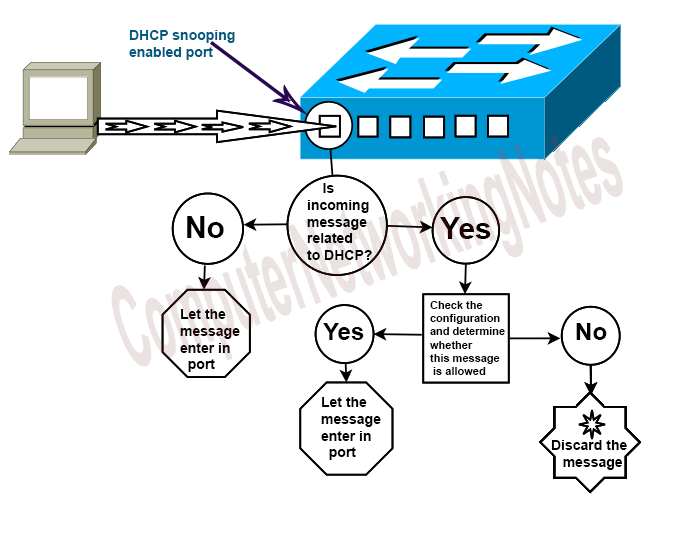 DHCP snooping
enabled port
Is
incoming
message
related
to DHCP?
No
Yes
Let the
message
enter in
port
Check the
configuration
and determine
whether
this message
is allowed
Yes
No
Let the
message
enter in
port
Discard the
message
ComputerNetworkingNotes